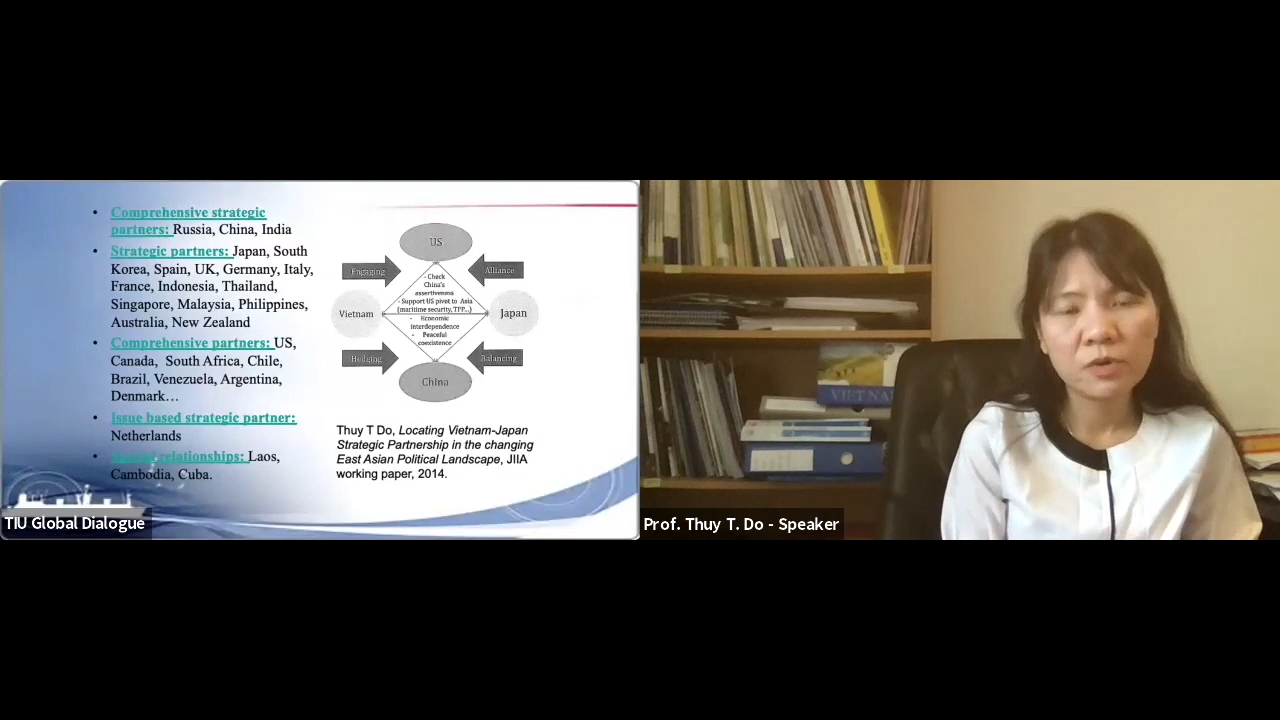 • Comprehensive strategic
partners: Russia, China, India
• Strategic partners: Japan, South
Korea, Spain, UK, Germany, Italy,
France, Indonesia, Thailand,
Singapore, Malaysia, Philippines,
Australia, New Zealand
• Comprehensive partners: US,
Canada, South Africa, Chile,
Brazil, Venezuela, Argentina,
Denmark…
• Issue based strategic partner:
Netherlands
• Special relationships: Laos,
Cambodia, Cuba.
US
Engaging
Alliance
- Check
China's
assertiveness
- Support US pivot to Asia
(maritime security, TPP...)
- Economic
interdependence
- Peaceful
coexistence
Vietnam
Japan
Hedging
Balancing
China
Thuy T Do, Locating Vietnam-Japan
Strategic Partnership in the changing
East Asian Political Landscape, JIIA
working paper, 2014.
TIU Global Dialogue
VIET NAM
Prof. Thuy T. Do - Speaker